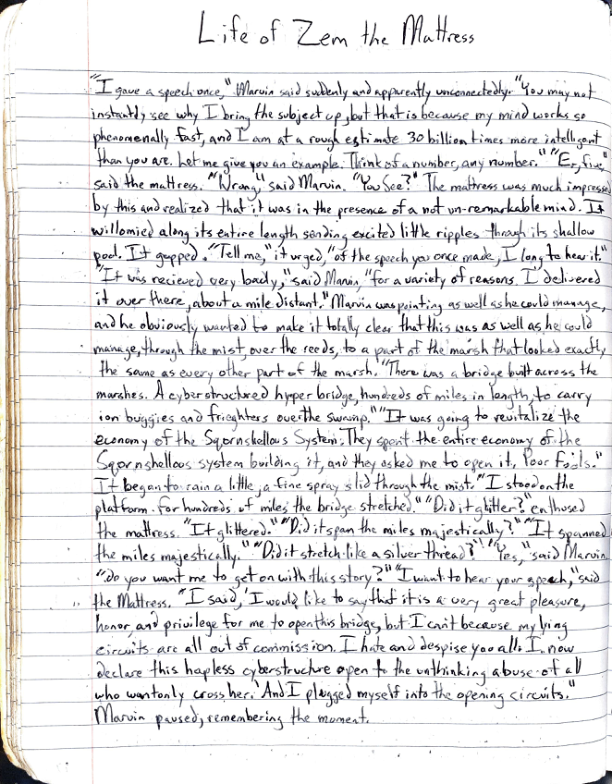 Life of Zem the Mattress
"I gave a speech once," Marvin said suddenly and apparently unconnectedly. "You may not
instantly see why I bring the subject up, but that is because my mind works so
phenomenally fast, and I am at a rough estimate 30 billion times more intelligent
than you are. Let me give you an example. Think of a number, any number." "Er, five,"
said the mattress. "Wrong," said Marvin. "You See?" The mattress was much impresse
by this and realized that it was in the presence of a not un-remarkable mind. It
willomied along its entire length sending excited little ripples through its shallow
pool. It gupped. "Tell me," it urged, "of the speech you once made, I long to hear it."
"It was recieved very badly," said Marvin, "for a variety of reasons. I delivered
it over there, about a mile distant." Marvin was pointing as well as he could manage,
and he obviously wanted to make it totally clear that this was as well as he could
manage, through the mist, over the reeds, to a part of the marsh that looked exactly
the same as every other part of the marsh. "There was a bridge built across the
marshes. A cyberstructured hyper bridge, hundreds of miles in length, to carry
ion buggies and frieghters over the swamp." "It was going to revitalize the
economy of the Sqornshellous System. They spent the entire economy of the
Sqornshellous system building it, and they asked me to open it, Poor Fools."
It began to rain a little, a fine spray slid through the mist. "I stood on the
platform. for hundreds of miles the bridge stretched." "Did it glitter?" enthused
the mattress. "It glittered." "Did it span the miles majestically?" "It spanned
the miles majestically." "Did it stretch like a silver thread?" "Yes," said Marvin
"do you want me to get on with this story?" "I want to hear your speech," said
the Mattress. "I said, 'I would like to say that it is a very great pleasure,
honor, and privilege for me to open this bridge, but I can't because my lying
circuits are all out of commission. I hate and despise you all. I now
declare this hapless cyberstructure open to the unthinking abuse of all
who wantonly cross her.' And I plugged myself into the opening circuits."
Marvin paused, remembering the moment.